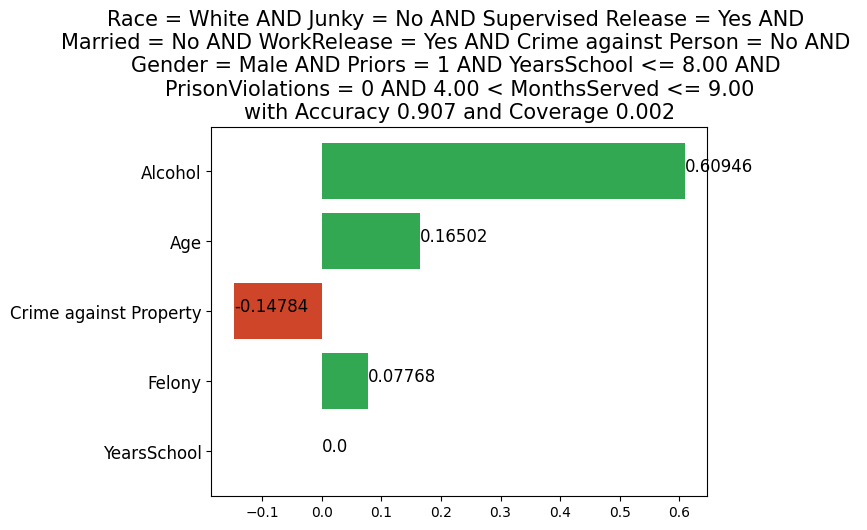 Race = White AND Junky = No AND Supervised Release = Yes AND
Married = No AND WorkRelease = Yes AND Crime against Person = No AND
Gender = Male AND Priors = 1 AND YearsSchool <= 8.00 AND
PrisonViolations = 0 AND 4.00 < MonthsServed <= 9.00
with Accuracy 0.907 and Coverage 0.002
Alcohol 0.60946
Age 0.16502
Crime against Property -0.14784
Felony 0.07768
YearsSchool 0.0
−0.1 0.0 0.1 0.2 0.3 0.4 0.5 0.6